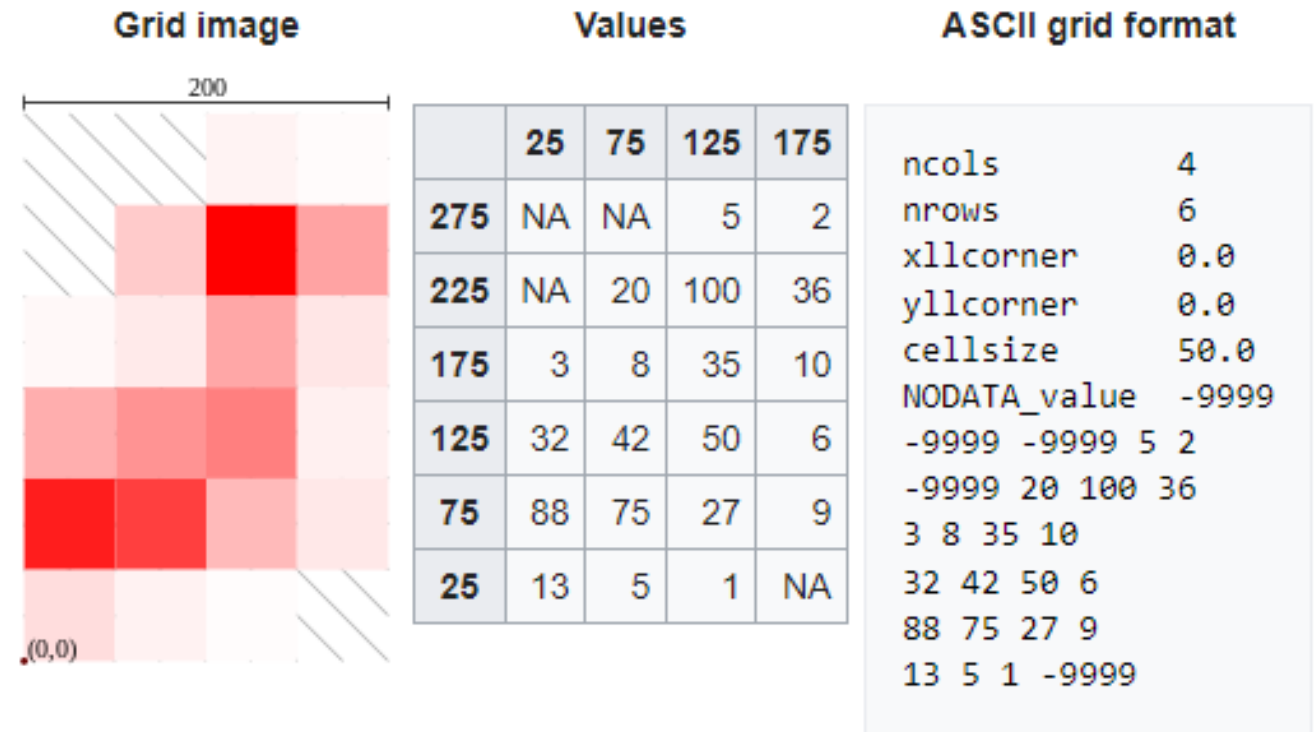 Grid image
Values
ASCII grid format
200
(0,0)
25 75 125 175
275 NA NA 5 2
225 NA 20 100 36
175 3 8 35 10
125 32 42 50 6
75 88 75 27 9
25 13 5 1 NA
ncols 4
nrows 6
xllcorner 0.0
yllcorner 0.0
cellsize 50.0
NODATA_value -9999
-9999 -9999 5 2
-9999 20 100 36
3 8 35 10
32 42 50 6
88 75 27 9
13 5 1 -9999